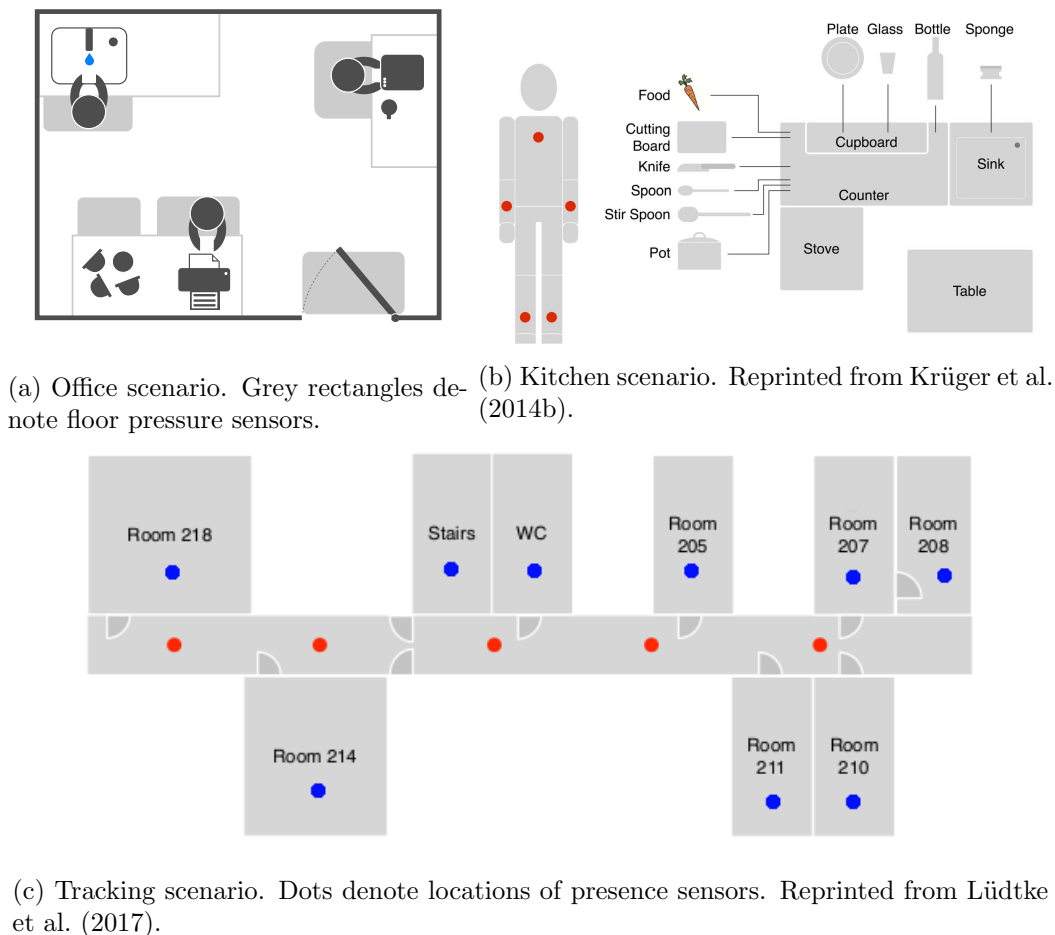 Plate Glass Bottle Sponge
Food
Cutting
Board
Knife
Spoon
Stir Spoon
Pot
Cupboard
Sink
Counter
Stove
Table
(a) Office scenario. Grey rectangles de-
note floor pressure sensors.
(b) Kitchen scenario. Reprinted from Krüger et al.
(2014b).
Room 218
Stairs
WC
Room
205
Room
207
Room
208
Room 214
Room
211
Room
210
(c) Tracking scenario. Dots denote locations of presence sensors. Reprinted from Lüdtke
et al. (2017).